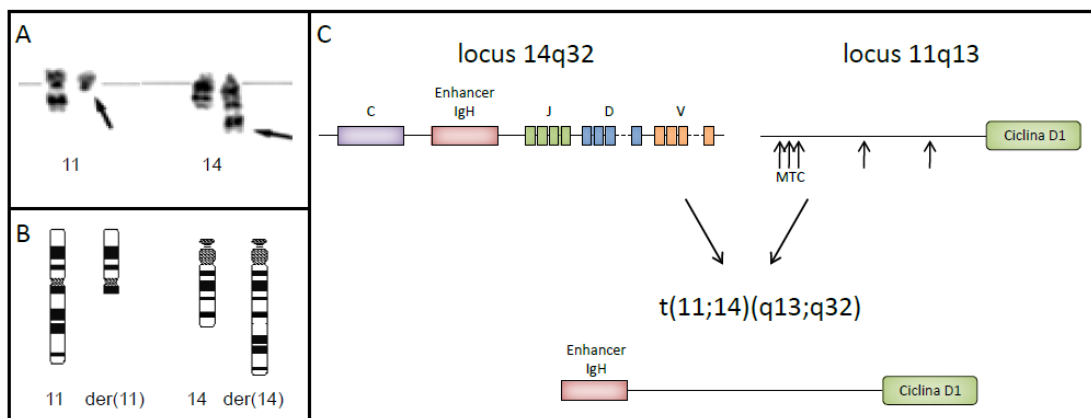 A
11 14
B
11 der(11) 14 der(14)
C
locus 14q32
locus 11q13
C
Enhancer
IgH
J
D
V
MTC
Ciclina D1
t(11;14)(q13;q32)
Enhancer
IgH
Ciclina D1